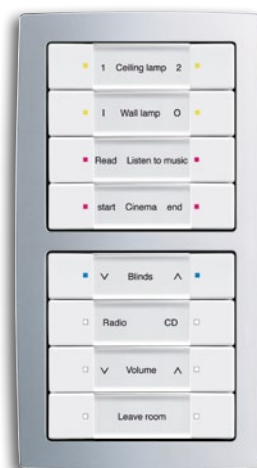 1 Ceiling lamp 2
I Wall lamp O
Read Listen to music
start Cinema end
Blinds
Radio CD
Volume
Leave room